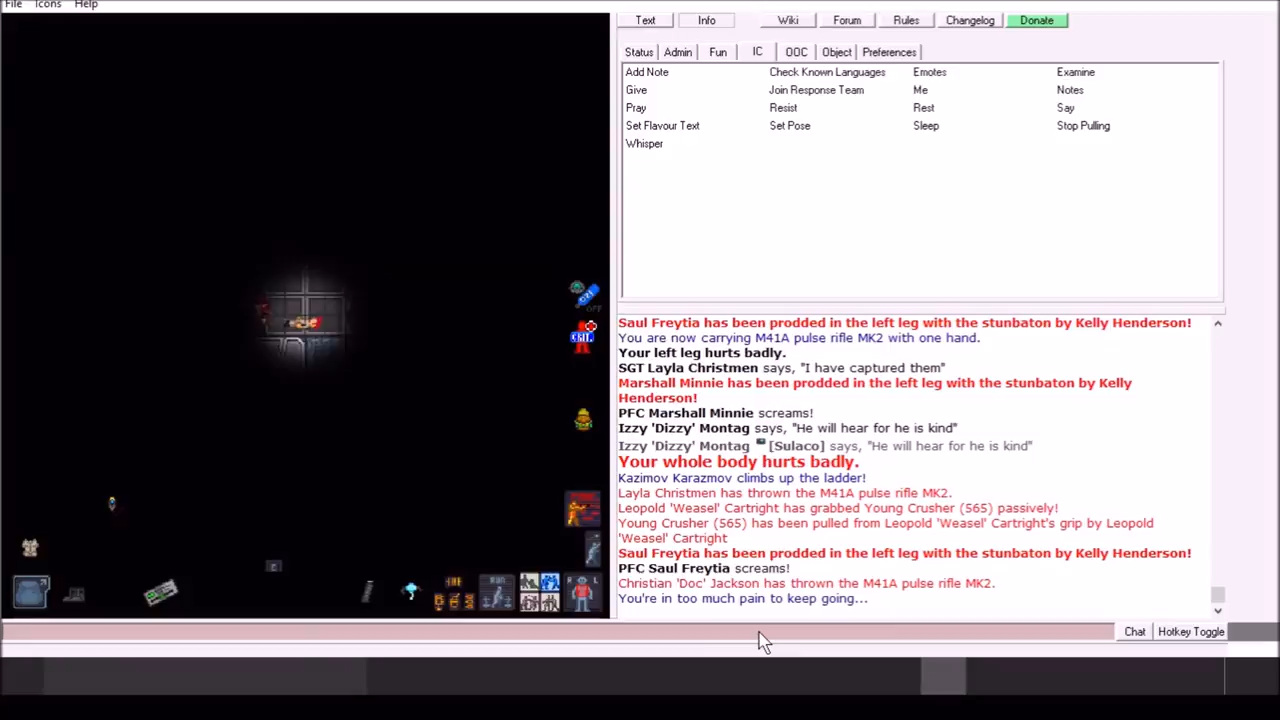 File Icons Help
Text Info Wiki Forum Rules Changelog Donate
Status Admin Fun IC OOC Object Preferences
Add Note Check Known Languages Emotes Examine
Give Join Response Team Me Notes
Pray Resist Rest Say
Set Flavour Text Set Pose Sleep Stop Pulling
Whisper
Saul Freytia has been prodded in the left leg with the stunbaton by Kelly Henderson!
You are now carrying M41A pulse rifle MK2 with one hand.
Your left leg hurts badly.
SGT Layla Christmen says, "I have captured them"
Marshall Minnie has been prodded in the left leg with the stunbaton by Kelly
Henderson!
PFC Marshall Minnie screams!
Izzy 'Dizzy' Montag says, "He will hear for he is kind"
Izzy 'Dizzy' Montag [Sulaco] says, "He will hear for he is kind"
Your whole body hurts badly.
Kazimov Karazmov climbs up the ladder!
Layla Christmen has thrown the M41A pulse rifle MK2.
Leopold 'Weasel' Cartright has grabbed Young Crusher (565) passively!
Young Crusher (565) has been pulled from Leopold 'Weasel' Cartright's grip by Leopold
'Weasel' Cartright
Saul Freytia has been prodded in the left leg with the stunbaton by Kelly Henderson!
PFC Saul Freytia screams!
Christian 'Doc' Jackson has thrown the M41A pulse rifle MK2.
You're in too much pain to keep going...
Chat Hotkey Toggle